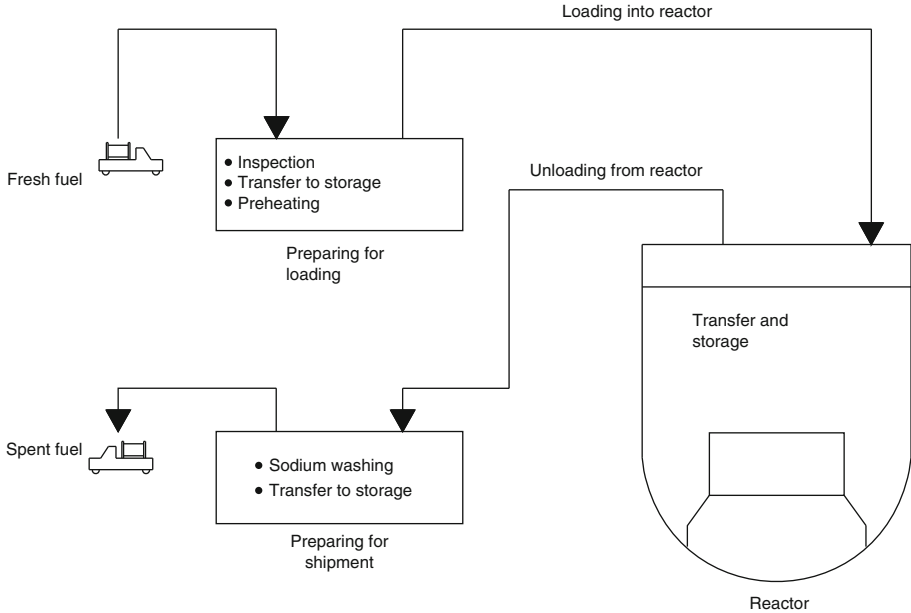 Loading into reactor
Fresh fuel
● Inspection
● Transfer to storage
● Preheating
Preparing for
loading
Unloading from reactor
Transfer and
storage
Spent fuel
● Sodium washing
● Transfer to storage
Preparing for
shipment
Reactor